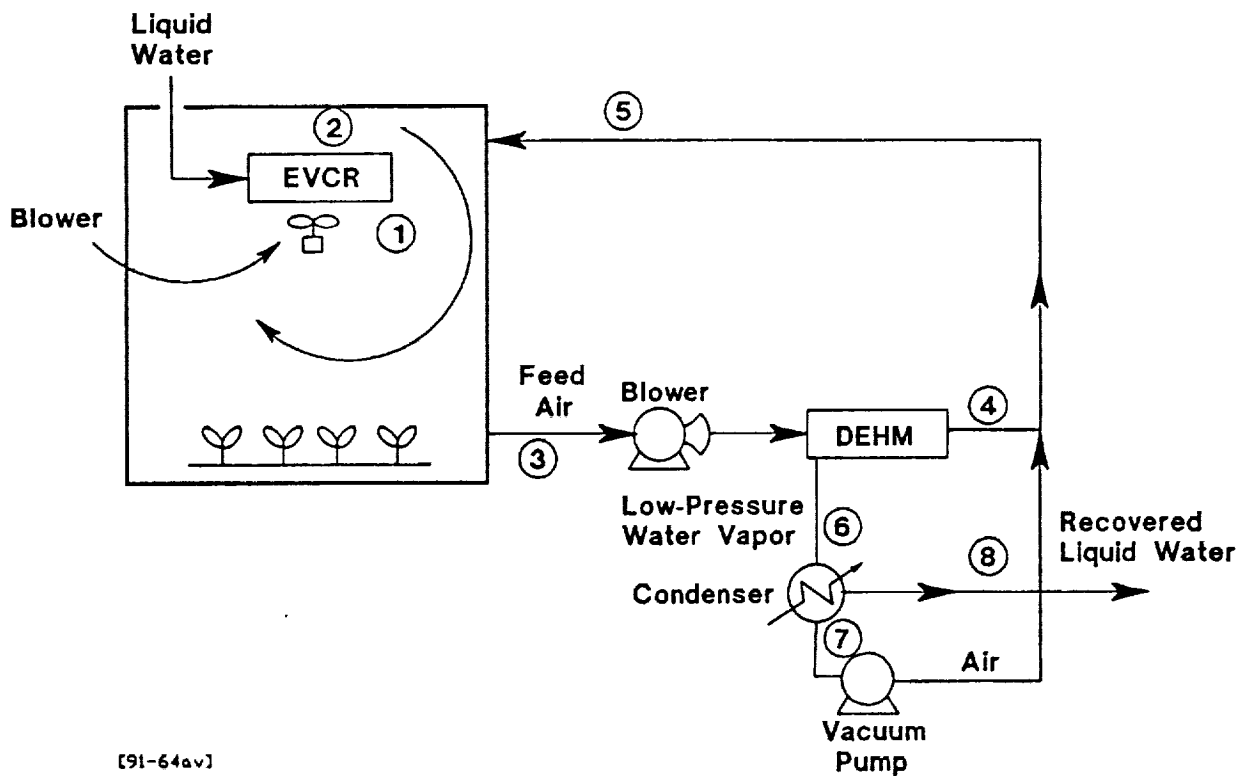 Liquid
Water
2
5
EVCR
Blower
1
Feed
Air
Blower
4
DEHM
3
Low-Pressure
Water Vapor
6
Recovered
Liquid Water
8
Condenser
7
Air
Vacuum
Pump
[91-64av]